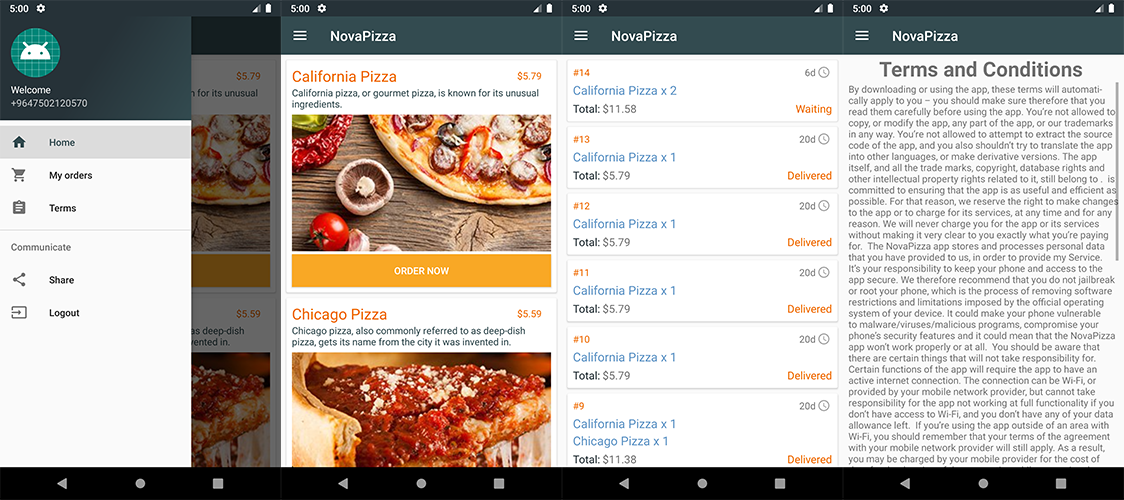 5:00
Welcome
+9647502120570
Home
My orders
Terms
Communicate
Share
Logout
$5.79
n for its unusual
$5.59
as deep-dish
nvented in.
5:00
NovaPizza
California Pizza $5.79
California pizza, or gourmet pizza, is known for its unusual
ingredients.
ORDER NOW
Chicago Pizza $5.59
Chicago pizza, also commonly referred to as deep-dish
pizza, gets its name from the city it was invented in.
5:00
NovaPizza
#14 6d
California Pizza x 2
Total: $11.58 Waiting
#13 20d
California Pizza x 1
Total: $5.79 Delivered
#12 20d
California Pizza x 1
Total: $5.79 Delivered
#11 20d
California Pizza x 1
Total: $5.79 Delivered
#10 20d
California Pizza x 1
Total: $5.79 Delivered
#9 20d
California Pizza x 1
Chicago Pizza x 1
Total: $11.38 Delivered
5:00
NovaPizza
Terms and Conditions
By downloading or using the app, these terms will automati-
cally apply to you – you should make sure therefore that you
read them carefully before using the app. You're not allowed to
copy, or modify the app, any part of the app, or our trademarks
in any way. You're not allowed to attempt to extract the source
code of the app, and you also shouldn't try to translate the app
into other languages, or make derivative versions. The app
itself, and all the trade marks, copyright, database rights and
other intellectual property rights related to it, still belong to . is
committed to ensuring that the app is as useful and efficient as
possible. For that reason, we reserve the right to make changes
to the app or to charge for its services, at any time and for any
reason. We will never charge you for the app or its services
without making it very clear to you exactly what you're paying
for. The NovaPizza app stores and processes personal data
that you have provided to us, in order to provide my Service.
It's your responsibility to keep your phone and access to the
app secure. We therefore recommend that you do not jailbreak
or root your phone, which is the process of removing software
restrictions and limitations imposed by the official operating
system of your device. It could make your phone vulnerable
to malware/viruses/malicious programs, compromise your
phone's security features and it could mean that the NovaPizza
app won't work properly or at all. You should be aware that
there are certain things that will not take responsibility for.
Certain functions of the app will require the app to have an
active internet connection. The connection can be Wi-Fi, or
provided by your mobile network provider, but cannot take
responsibility for the app not working at full functionality if you
don't have access to Wi-Fi, and you don't have any of your data
allowance left. If you're using the app outside of an area with
Wi-Fi, you should remember that your terms of the agreement
with your mobile network provider will still apply. As a result,
you may be charged by your mobile provider for the cost of